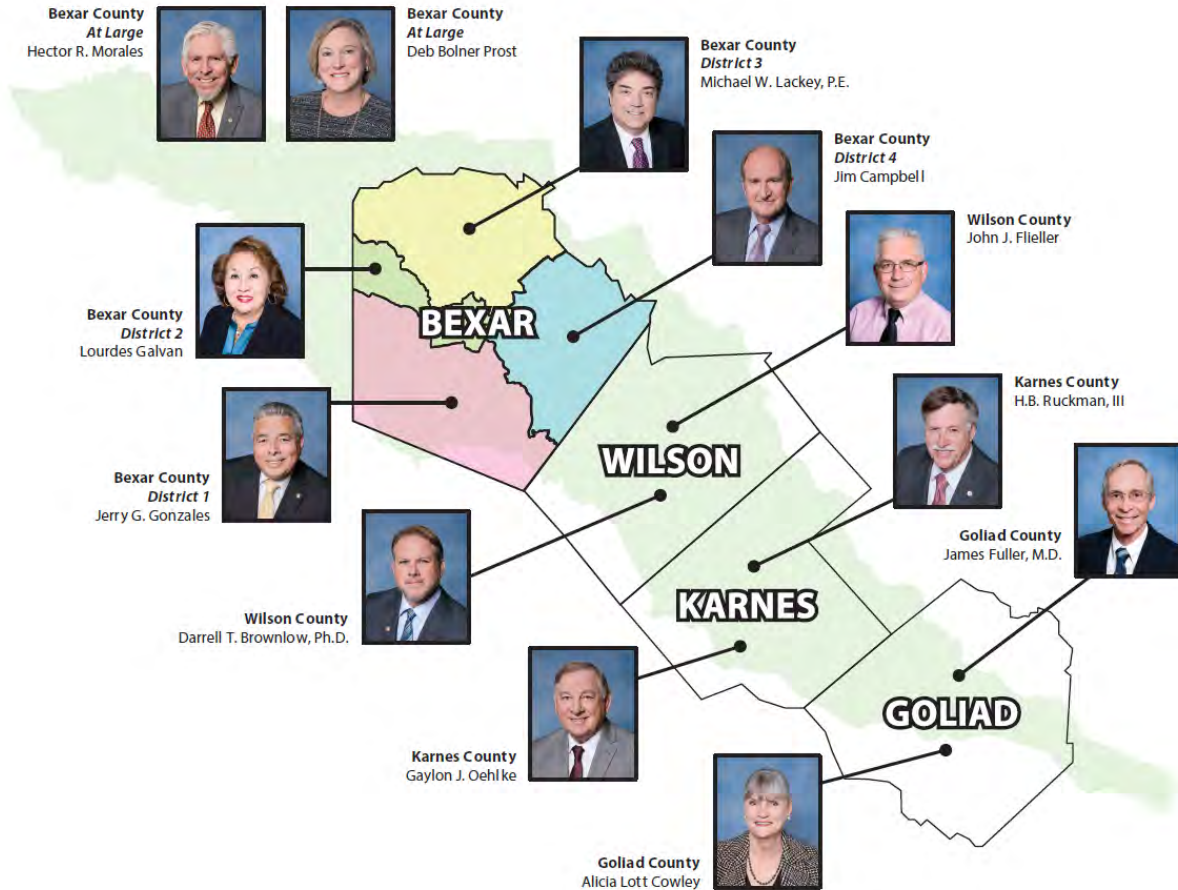 Bexar County
At Large
Hector R. Morales
Bexar County
At Large
Deb Bolner Prost
Bexar County
District 3
Michael W. Lackey, P.E.
Bexar County
District 4
Jim Campbell
Wilson County
John J. Flieller
Bexar County
District 2
Lourdes Galvan
BEXAR
Karnes County
H.B. Ruckman, III
WILSON
Bexar County
District 1
Jerry G. Gonzales
Goliad County
James Fuller, M.D.
KARNES
Wilson County
Darrell T. Brownlow, Ph.D.
GOLIAD
Karnes County
Gaylon J. Oehlke
Goliad County
Alicia Lott Cowley